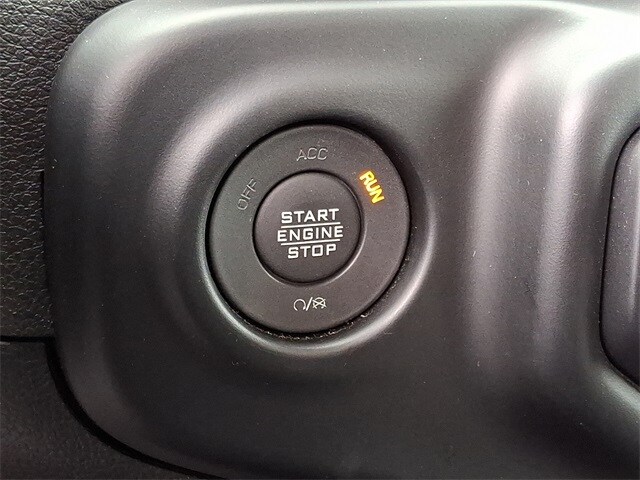 ACC
OFF
RUN
START
ENGINE
STOP